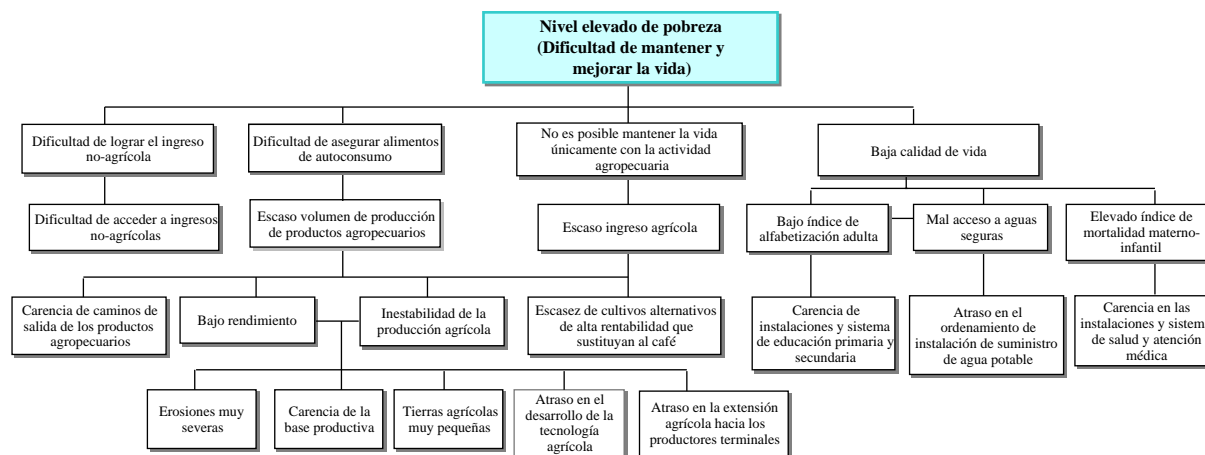 Nivel elevado de pobreza
(Dificultad de mantener y
mejorar la vida)
Dificultad de lograr el ingreso
no-agrícola
Dificultad de asegurar alimentos
de autoconsumo
No es posible mantener la vida
únicamente con la actividad
agropecuaria
Baja calidad de vida
Dificultad de acceder a ingresos
no-agrícolas
Escaso volumen de producción
de productos agropecuarios
Escaso ingreso agrícola
Bajo índice de
alfabetización adulta
Mal acceso a aguas
seguras
Elevado índice de
mortalidad materno-
infantil
Carencia de caminos de
salida de los productos
agropecuarios
Bajo rendimiento
Inestabilidad de la
producción agrícola
Escasez de cultivos alternativos
de alta rentabilidad que
sustituyan al café
Carencia de
instalaciones y sistema
de educación primaria y
secundaria
Atraso en el
ordenamiento de
instalación de suministro
de agua potable
Carencia en las
instalaciones y sistem
de salud y atención
médica
Erosiones muy
severas
Carencia de la
base productiva
Tierras agrícolas
muy pequeñas
Atraso en el
desarrollo de la
tecnología
agrícola
Atraso en la extensión
agrícola hacia los
productores terminales